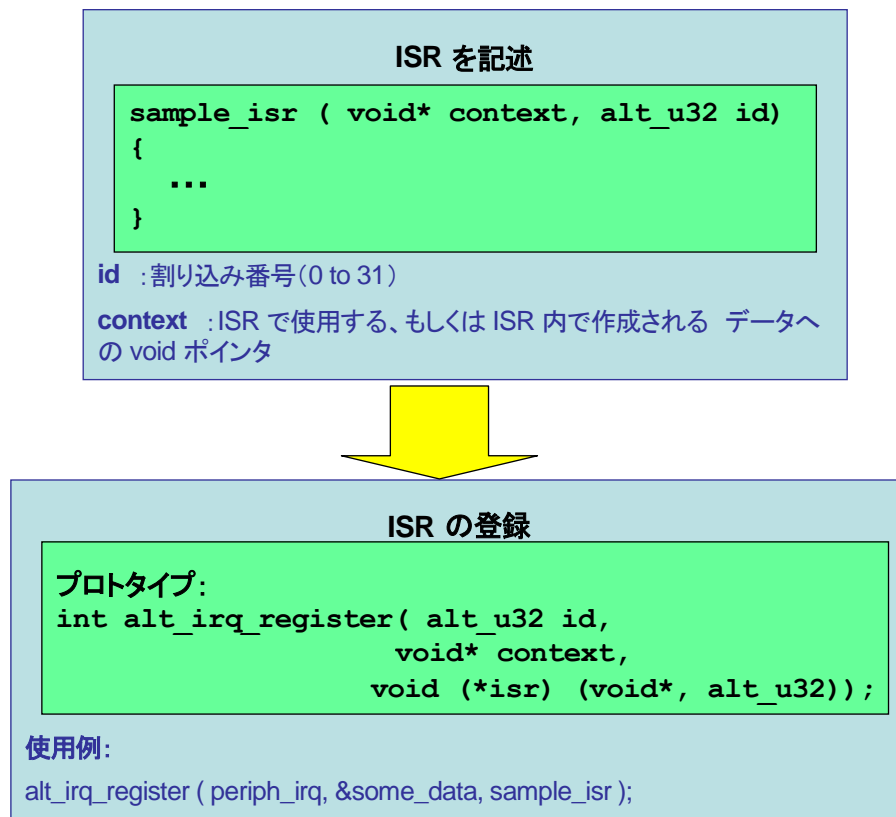 ISR を記述
sample_isr ( void* context, alt_u32 id)
{
...
}
id ：割り込み番号（0 to 31）
context ：ISR で使用する、もしくは ISR 内で作成される データへ
の void ポインタ
ISR の登録
プロトタイプ：
int alt_irq_register( alt_u32 id,
void* context,
void (*isr) (void*, alt_u32));
使用例：
alt_irq_register ( periph_irq, &some_data, sample_isr );